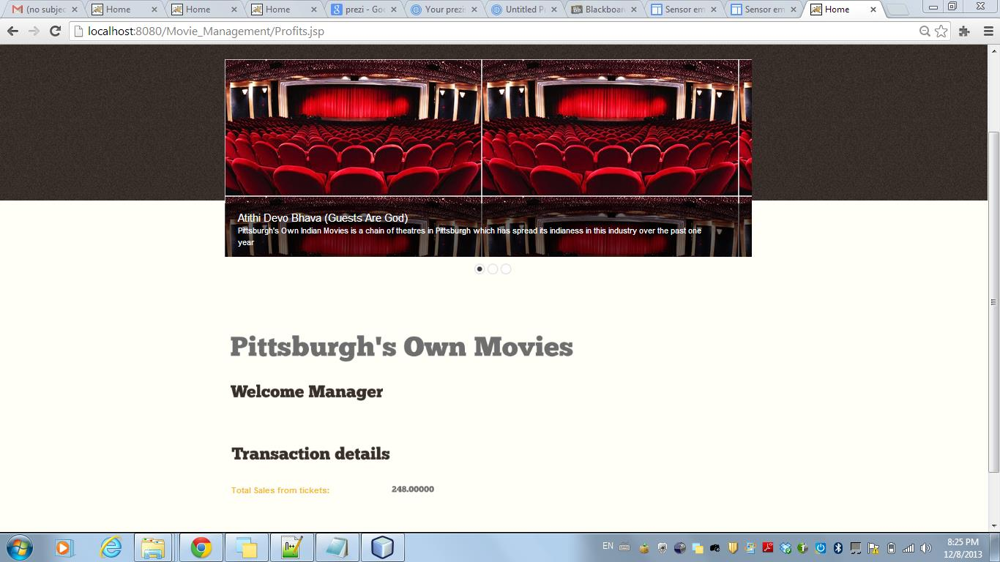 (no subjec
Home
Home
Home
prezi - Goo
Your prezis
Untitled P
Blackboar
Sensor em
Sensor em
Home
localhost:8080/Movie_Management/Profits.jsp
Atithi Devo Bhava (Guests Are God)
Pittsburgh's Own Indian Movies is a chain of theatres in Pittsburgh which has spread its indianess in this industry over the past one
year
Pittsburgh's Own Movies
Welcome Manager
Transaction details
Total Sales from tickets: 248.00000
EN
8:25 PM
12/8/2013